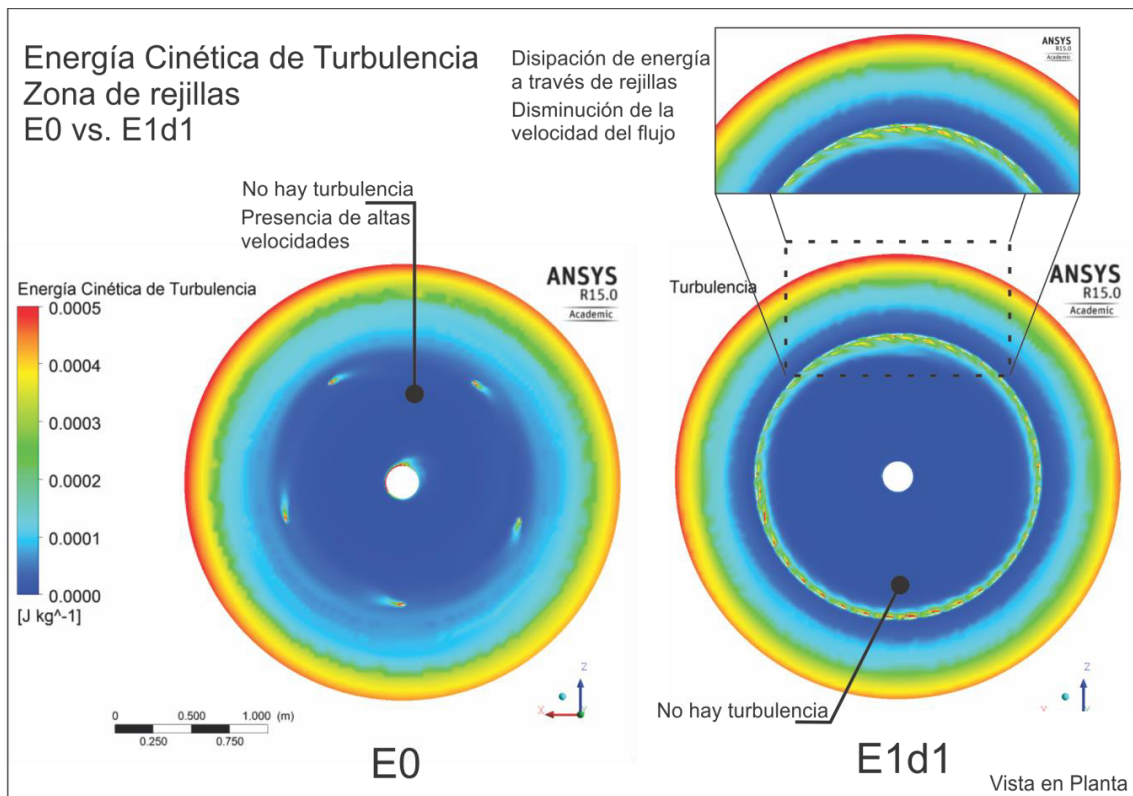 Energía Cinética de Turbulencia
Zona de rejillas
E0 vs. E1d1
Disipación de energía
a través de rejillas
Disminución de la
velocidad del flujo
ANSYS
R15.0
Academic
No hay turbulencia
Presencia de altas
velocidades
ANSYS
R15.0
Academic
Turbulencia
ANSYS
R15.0
Academic
Energía Cinética de Turbulencia
0.0005
0.0004
0.0003
0.0002
0.0001
0.0000
[J kg^-1]
Z
X
Y
Z
0 0.500 1.000 (m)
0.250 0.750
No hay turbulencia
E0
E1d1
Vista en Planta